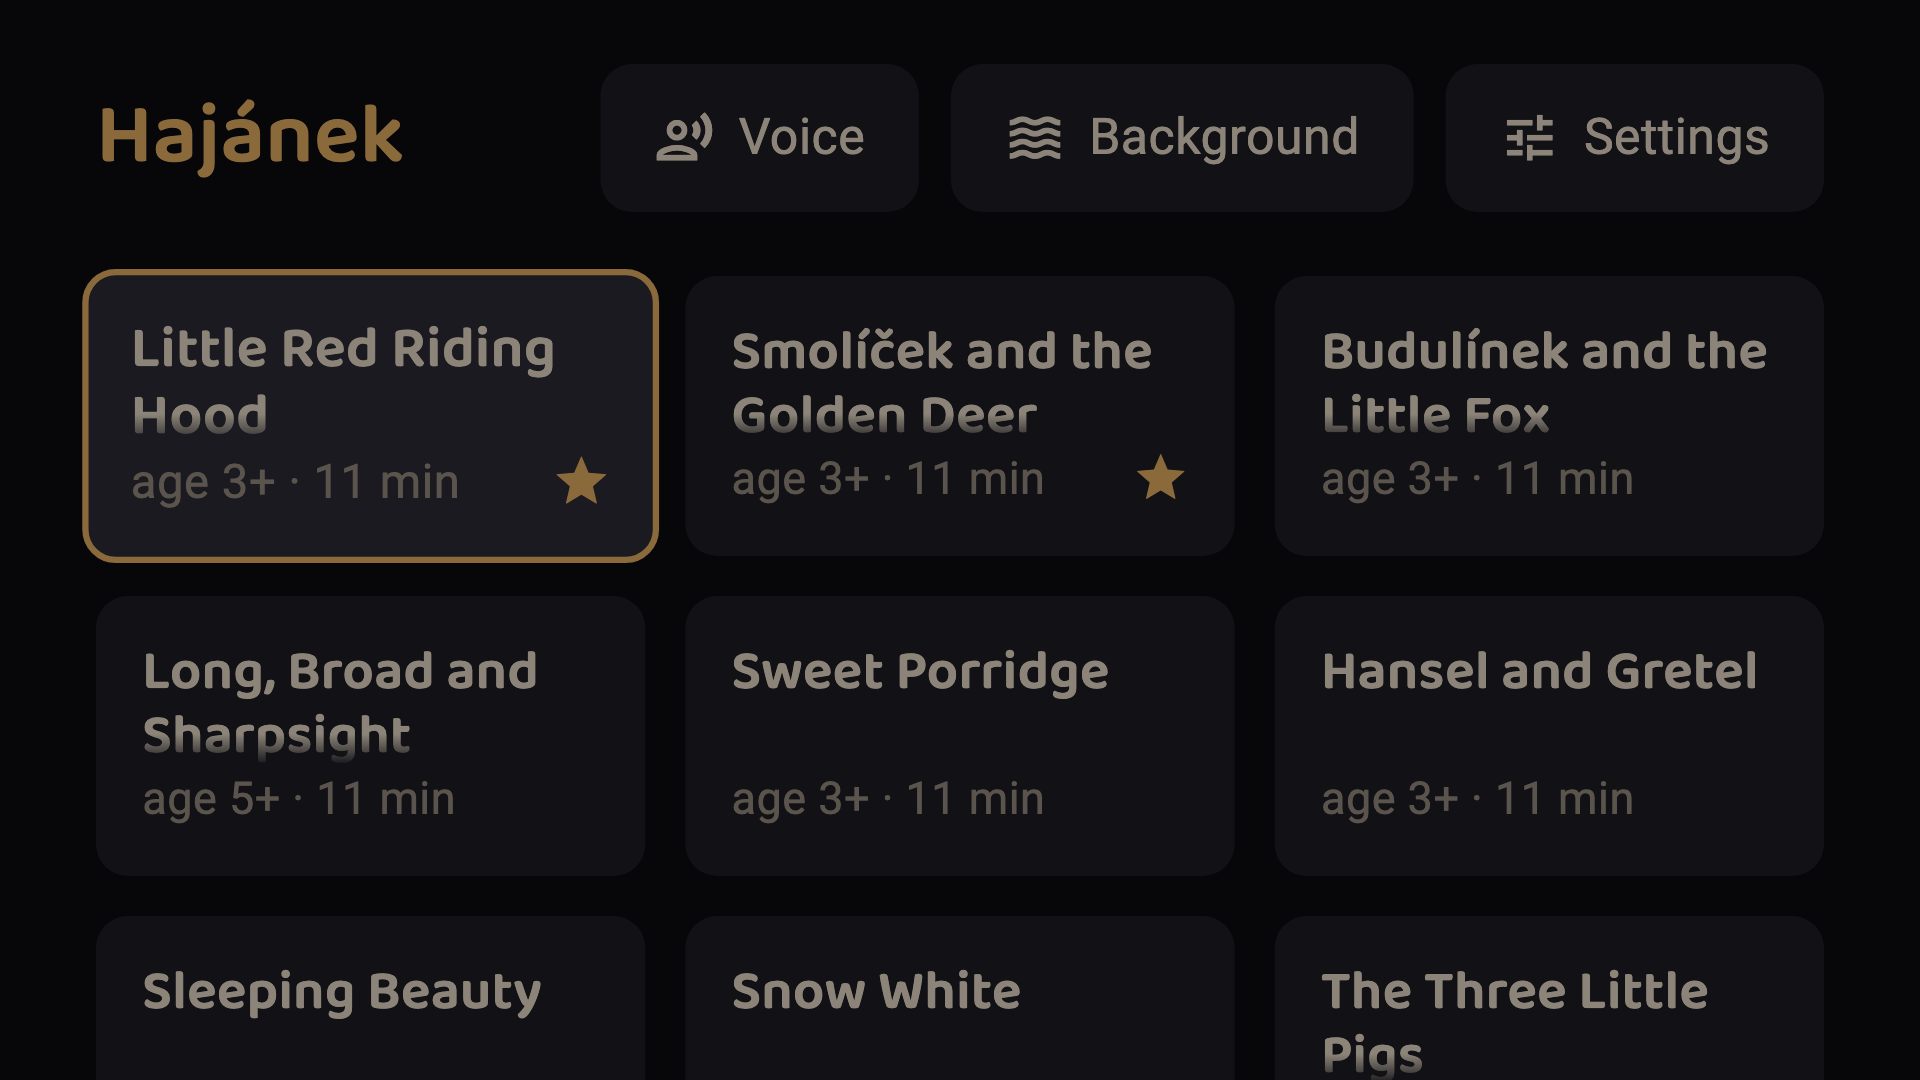 Hajánek
Voice
Background
Settings
Little Red Riding
Hood
age 3+ · 11 min
Smolíček and the
Golden Deer
age 3+ · 11 min
Budulínek and the
Little Fox
age 3+ · 11 min
Long, Broad and
Sharpsight
age 5+ · 11 min
Sweet Porridge
age 3+ · 11 min
Hansel and Gretel
age 3+ · 11 min
Sleeping Beauty
Snow White
The Three Little
Pigs